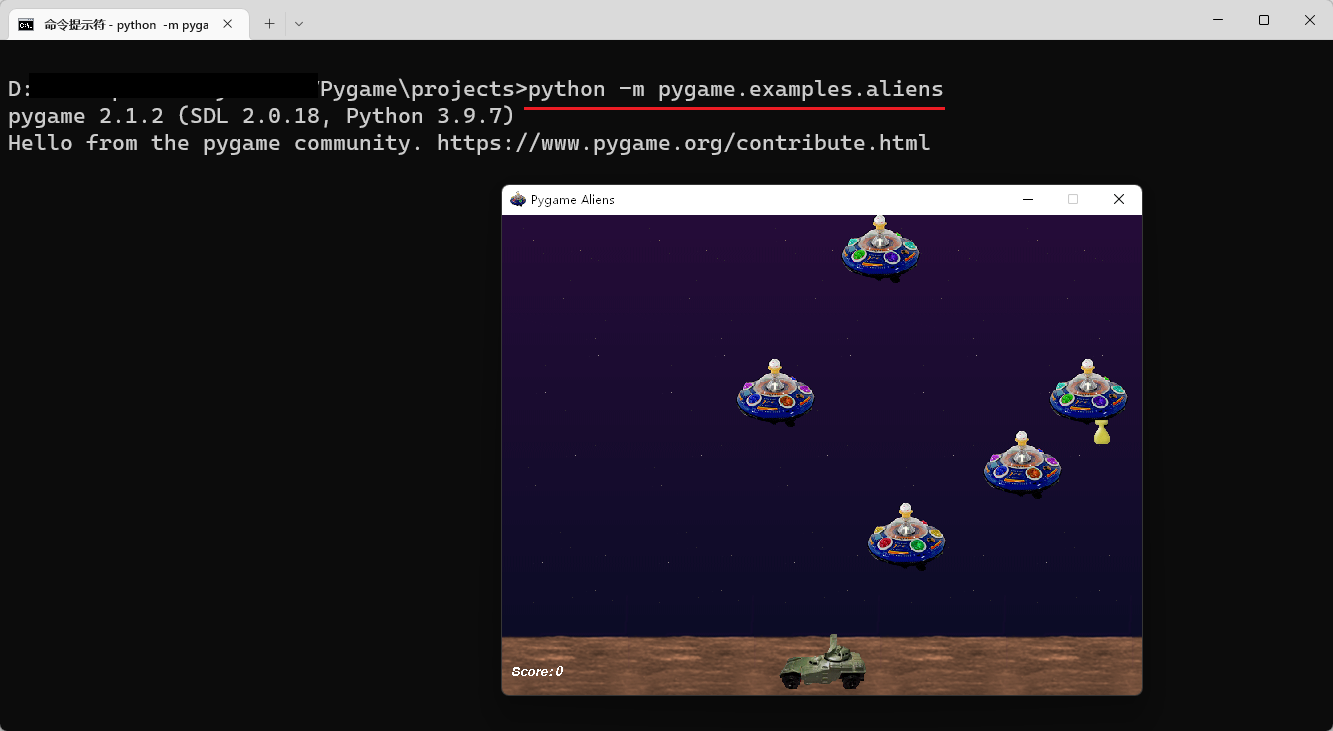 命令提示符 - python -m pyga
D:
/Pygame\projects>python -m pygame.examples.aliens
pygame 2.1.2 (SDL 2.0.18, Python 3.9.7)
Hello from the pygame community. https://www.pygame.org/contribute.html
Pygame Aliens
Score: 0